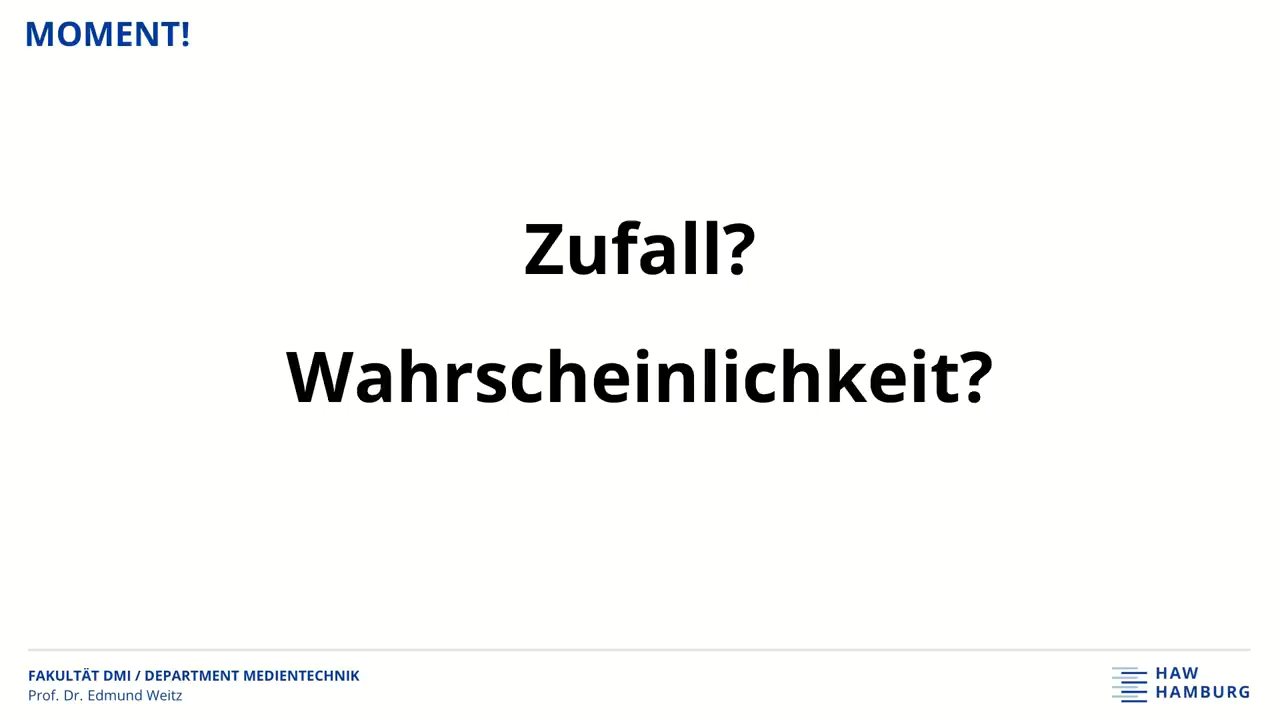 MOMENT!
Zufall?
Wahrscheinlichkeit?
FAKULTÄT DMI / DEPARTMENT MEDIENTECHNIK
Prof. Dr. Edmund Weitz
HAW
HAMBURG